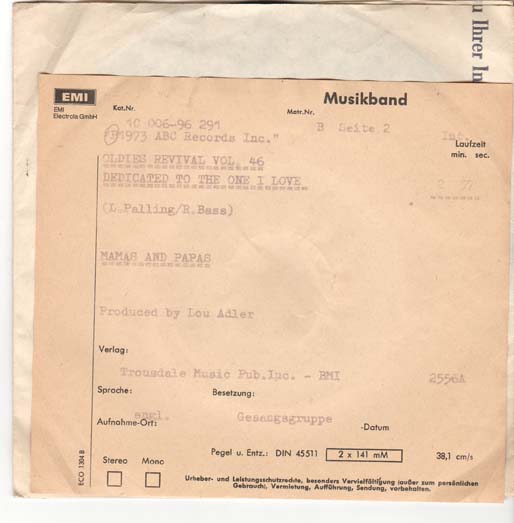 u Ihrer In
EMI
EMI
Electrola GmbH
Kat.Nr.
Matr.Nr.
Musikband
1C 006-96 291
B Seite 2
Int.
"P1973 ABC Records Inc."
Laufzeit
min. sec.
OLDIES REVIVAL VOL. 46
DEDICATED TO THE ONE I LOVE
2 57
(L.Palling/R.Bass)
MAMAS AND PAPAS
Produced by Lou Adler
Verlag:
Trousdale Music Pub.Inc. - BMI
2556A
Sprache:
Besetzung:
engl.
Gesangsgruppe
Aufnahme-Ort:
-Datum
Pegel u. Entz.: DIN 45511 2 x 141 mM 38,1 cm/s
Stereo Mono
ECO 1304 B
Urheber- und Leistungsschutzrechte, besonders Vervielfältigung (außer zum persönlichen
Gebrauch), Vermietung, Aufführung, Sendung, vorbehalten.